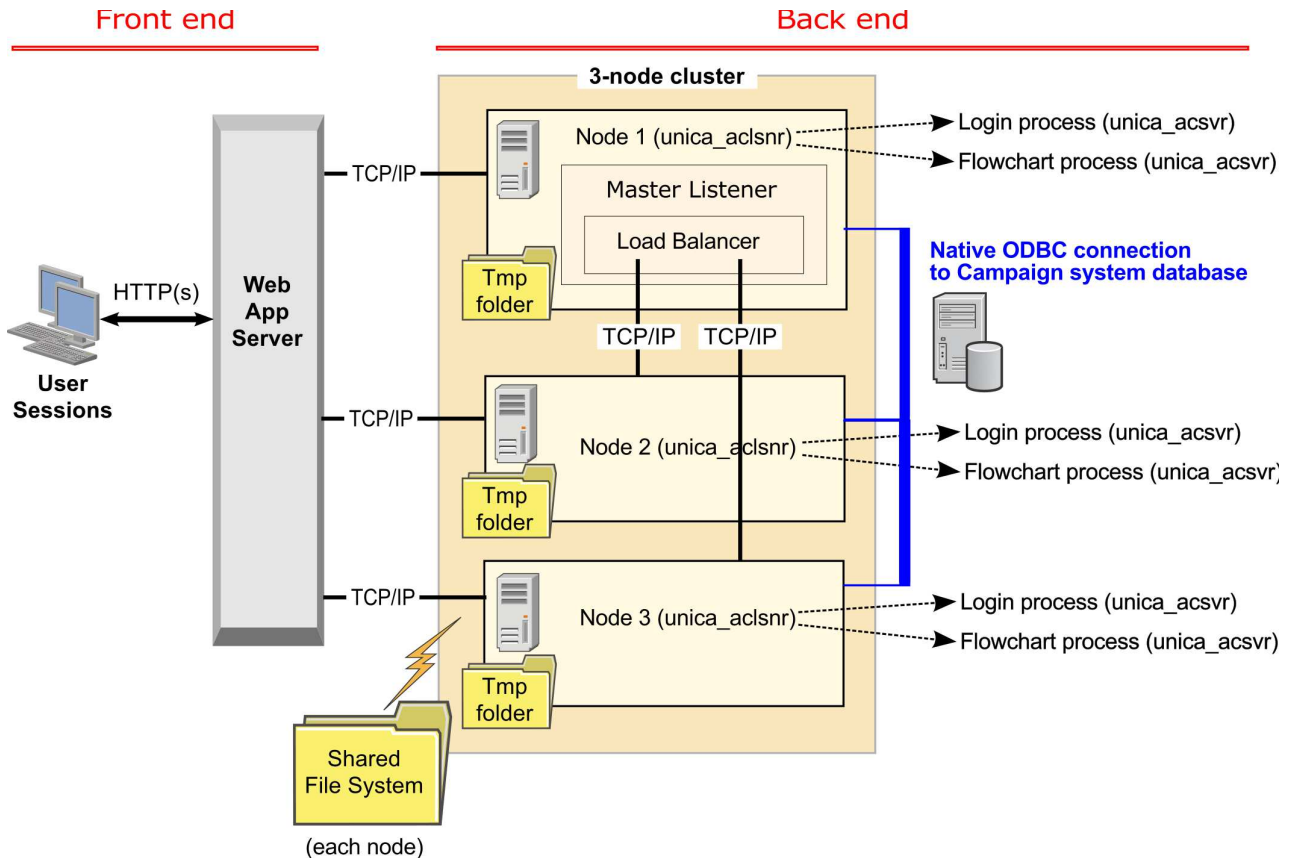 Front end
Back end
3-node cluster
Node 1 (unica_aclsnr)
Login process (unica_acsvr)
Flowchart process (unica_acsvr)
TCP/IP
Master Listener
Load Balancer
Tmp
folder
Native ODBC connection
to Campaign system database
HTTP(s)
Web
App
Server
User
Sessions
TCP/IP
TCP/IP
TCP/IP
Node 2 (unica_aclsnr)
Login process (unica_acsvr)
Flowchart process (unica_acsvr)
Tmp
folder
TCP/IP
Node 3 (unica_aclsnr)
Login process (unica_acsvr)
Flowchart process (unica_acsvr)
Tmp
folder
Shared
File System
(each node)